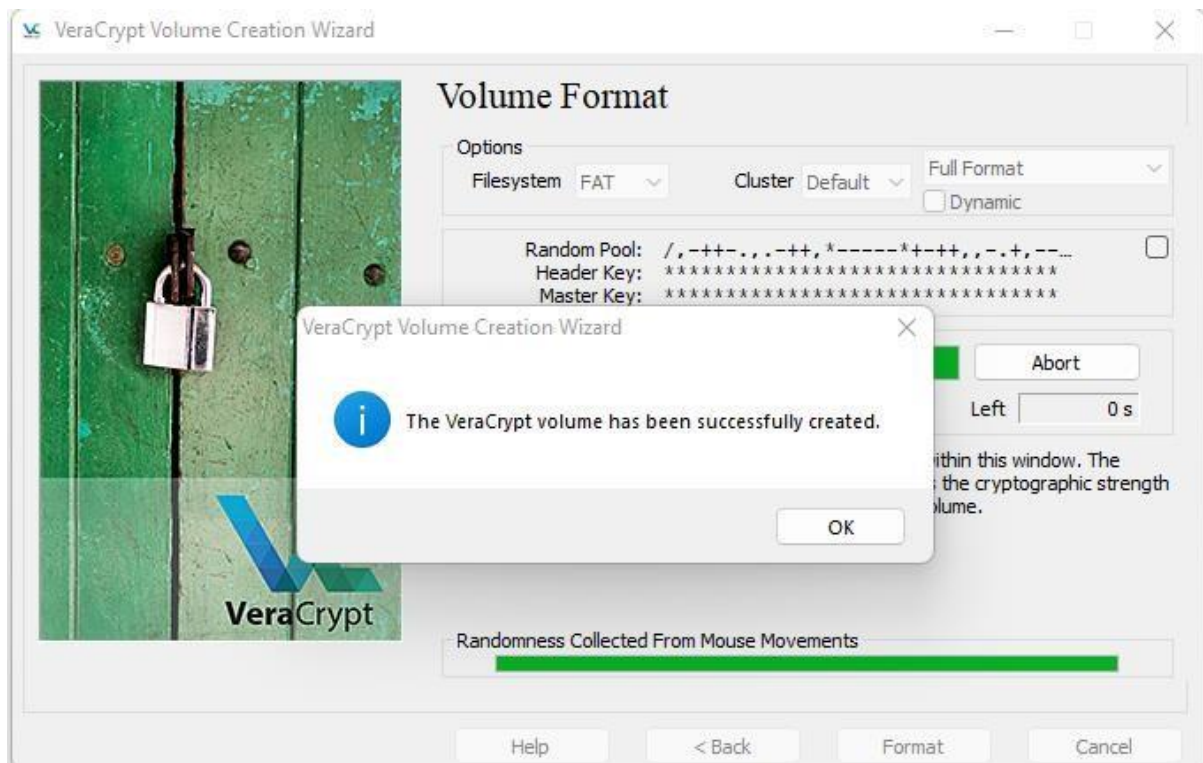 VeraCrypt Volume Creation Wizard
Volume Format
Options
Filesystem FAT Cluster Default Full Format
Dynamic
Random Pool: /,-++-.,.-++,*-----*+-++,,-.+,--…
Header Key: ********************************
Master Key: ********************************
VeraCrypt Volume Creation Wizard
Abort
The VeraCrypt volume has been successfully created.
Left 0 s
within this window. The
the cryptographic strength
OK
VeraCrypt
Randomness Collected From Mouse Movements
Help < Back Format Cancel